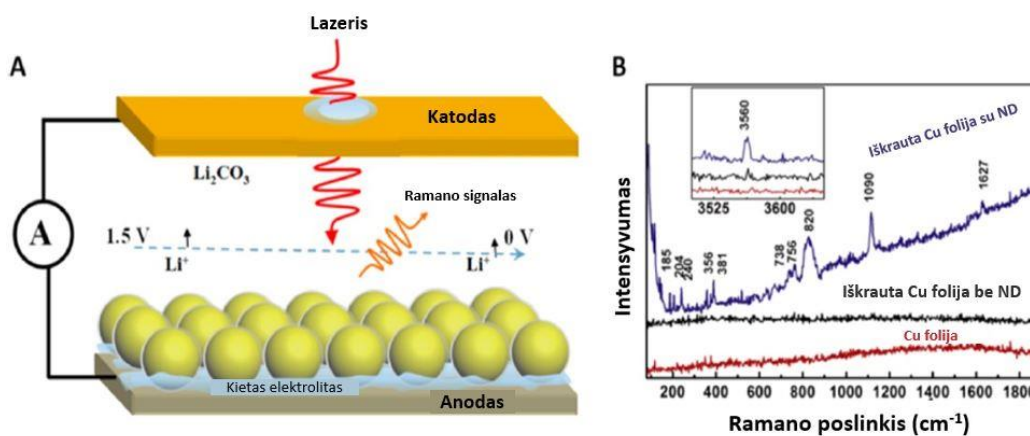 A
Lazeris
Katodas
Li₂CO₃
Ramano signalas
A
1.5 V
Li⁺
Li⁺
0 V
Kietas elektrolitas
Anodas
B
Intensyvumas
3560
3525
3600
Iškrauta Cu folija su ND
185
204
240
356
381
738
756
820
1090
1627
Iškrauta Cu folija be ND
Cu folija
200 400 600 800 1000 1200 1400 1600 1800
Ramano poslinkis (cm⁻¹)